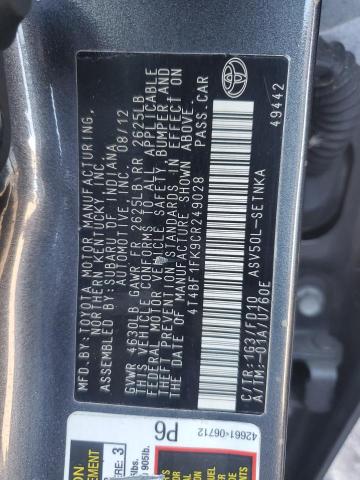 MFD.BY:TOYOTA MOTOR MANUFACTURING,
NORTHERN KENTUCKY, INC.
ASSEMBLED BY: SUBARU OF INDIANA
AUTOMOTIVE, INC. 08/12
GVWR 4630LB GAWR FR 2625LB RR 2625LB
THIS VEHICLE CONFORMS TO ALL APPLICABLE
FEDERAL MOTOR VEHICLE SAFETY, BUMPER, AND
THEFT PREVENTION STANDARDS IN EFFECT ON
THE DATE OF MANUFACTURE SHOWN ABOVE.
4T4BF1FK9CR249028 PASS.CAR
C/TR:1G3/FD10 ASV50L-SETNKA
A/TM:-01A/U760E
49442
TOYOTA
42661-06712
P6